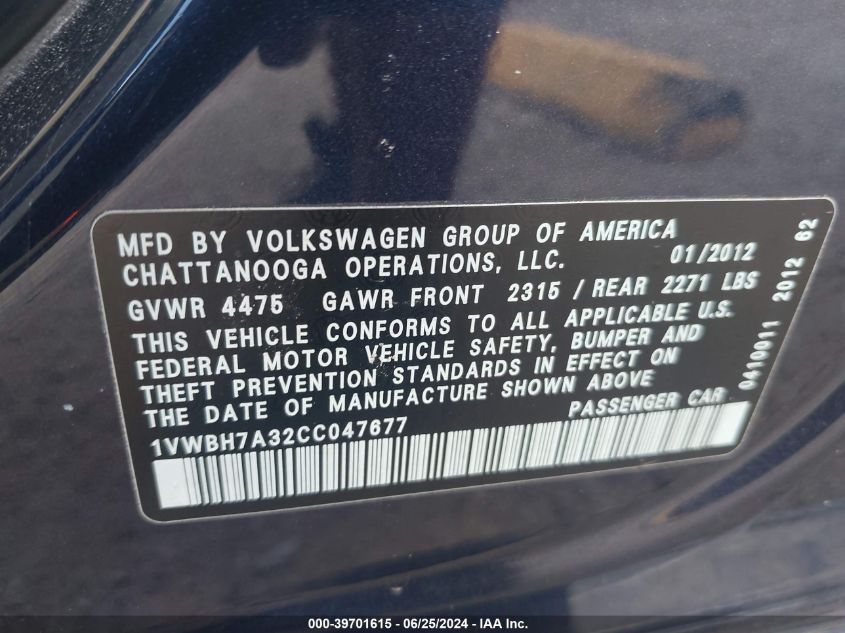 MFD BY VOLKSWAGEN GROUP OF AMERICA
CHATTANOOGA OPERATIONS, LLC. 01/2012
GVWR 4475 GAWR FRONT 2315 / REAR 2271 LBS
THIS VEHICLE CONFORMS TO ALL APPLICABLE U.S.
FEDERAL MOTOR VEHICLE SAFETY, BUMPER AND
THEFT PREVENTION STANDARDS IN EFFECT ON
THE DATE OF MANUFACTURE SHOWN ABOVE
1VWBH7A32CC047677 PASSENGER CAR
0410011 2012 62
000-39701615 - 06/25/2024 - IAA Inc.